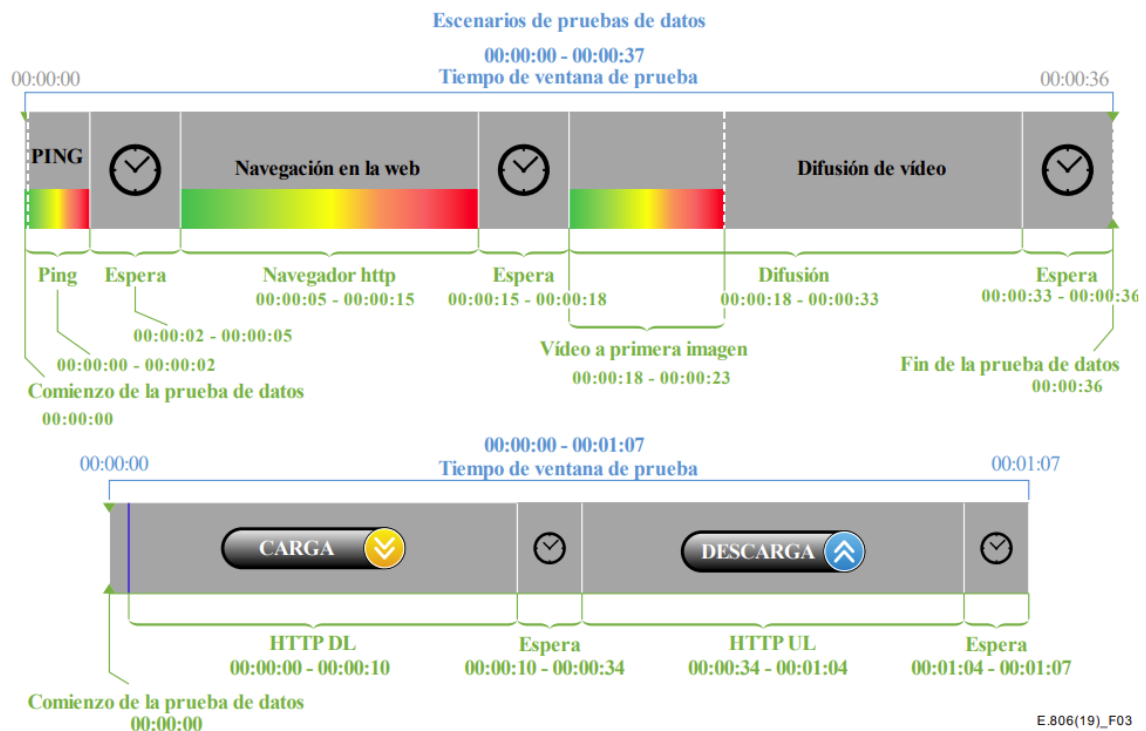 Escenarios de pruebas de datos
00:00:00 - 00:00:37
Tiempo de ventana de prueba
00:00:00
00:00:36
PING
Navegación en la web
Difusión de vídeo
Ping
Espera
Navegador http
Espera
Difusión
Espera
00:00:05 - 00:00:15
00:00:15 - 00:00:18
00:00:18 - 00:00:33
00:00:33 - 00:00:36
00:00:02 - 00:00:05
Vídeo a primera imagen
00:00:00 - 00:00:02
00:00:18 - 00:00:23
Fin de la prueba de datos
00:00:36
Comienzo de la prueba de datos
00:00:00
00:00:00 - 00:01:07
Tiempo de ventana de prueba
00:00:00
00:01:07
CARGA
DESCARGA
HTTP DL
Espera
HTTP UL
Espera
00:00:00 - 00:00:10
00:00:10 - 00:00:34
00:00:34 - 00:01:04
00:01:04 - 00:01:07
Comienzo de la prueba de datos
00:00:00
E.806(19)_F03